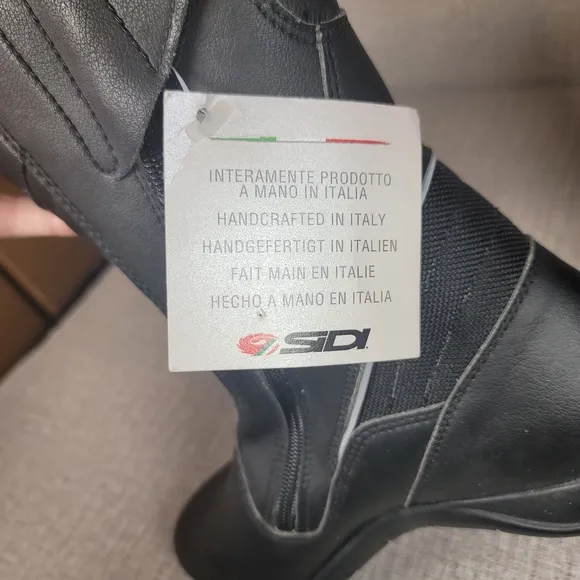 INTERAMENTE PRODOTTO
A MANO IN ITALIA
HANDCRAFTED IN ITALY
HANDGEFERTIGT IN ITALIEN
FAIT MAIN EN ITALIE
HECHO A MANO EN ITALIA
SIDI